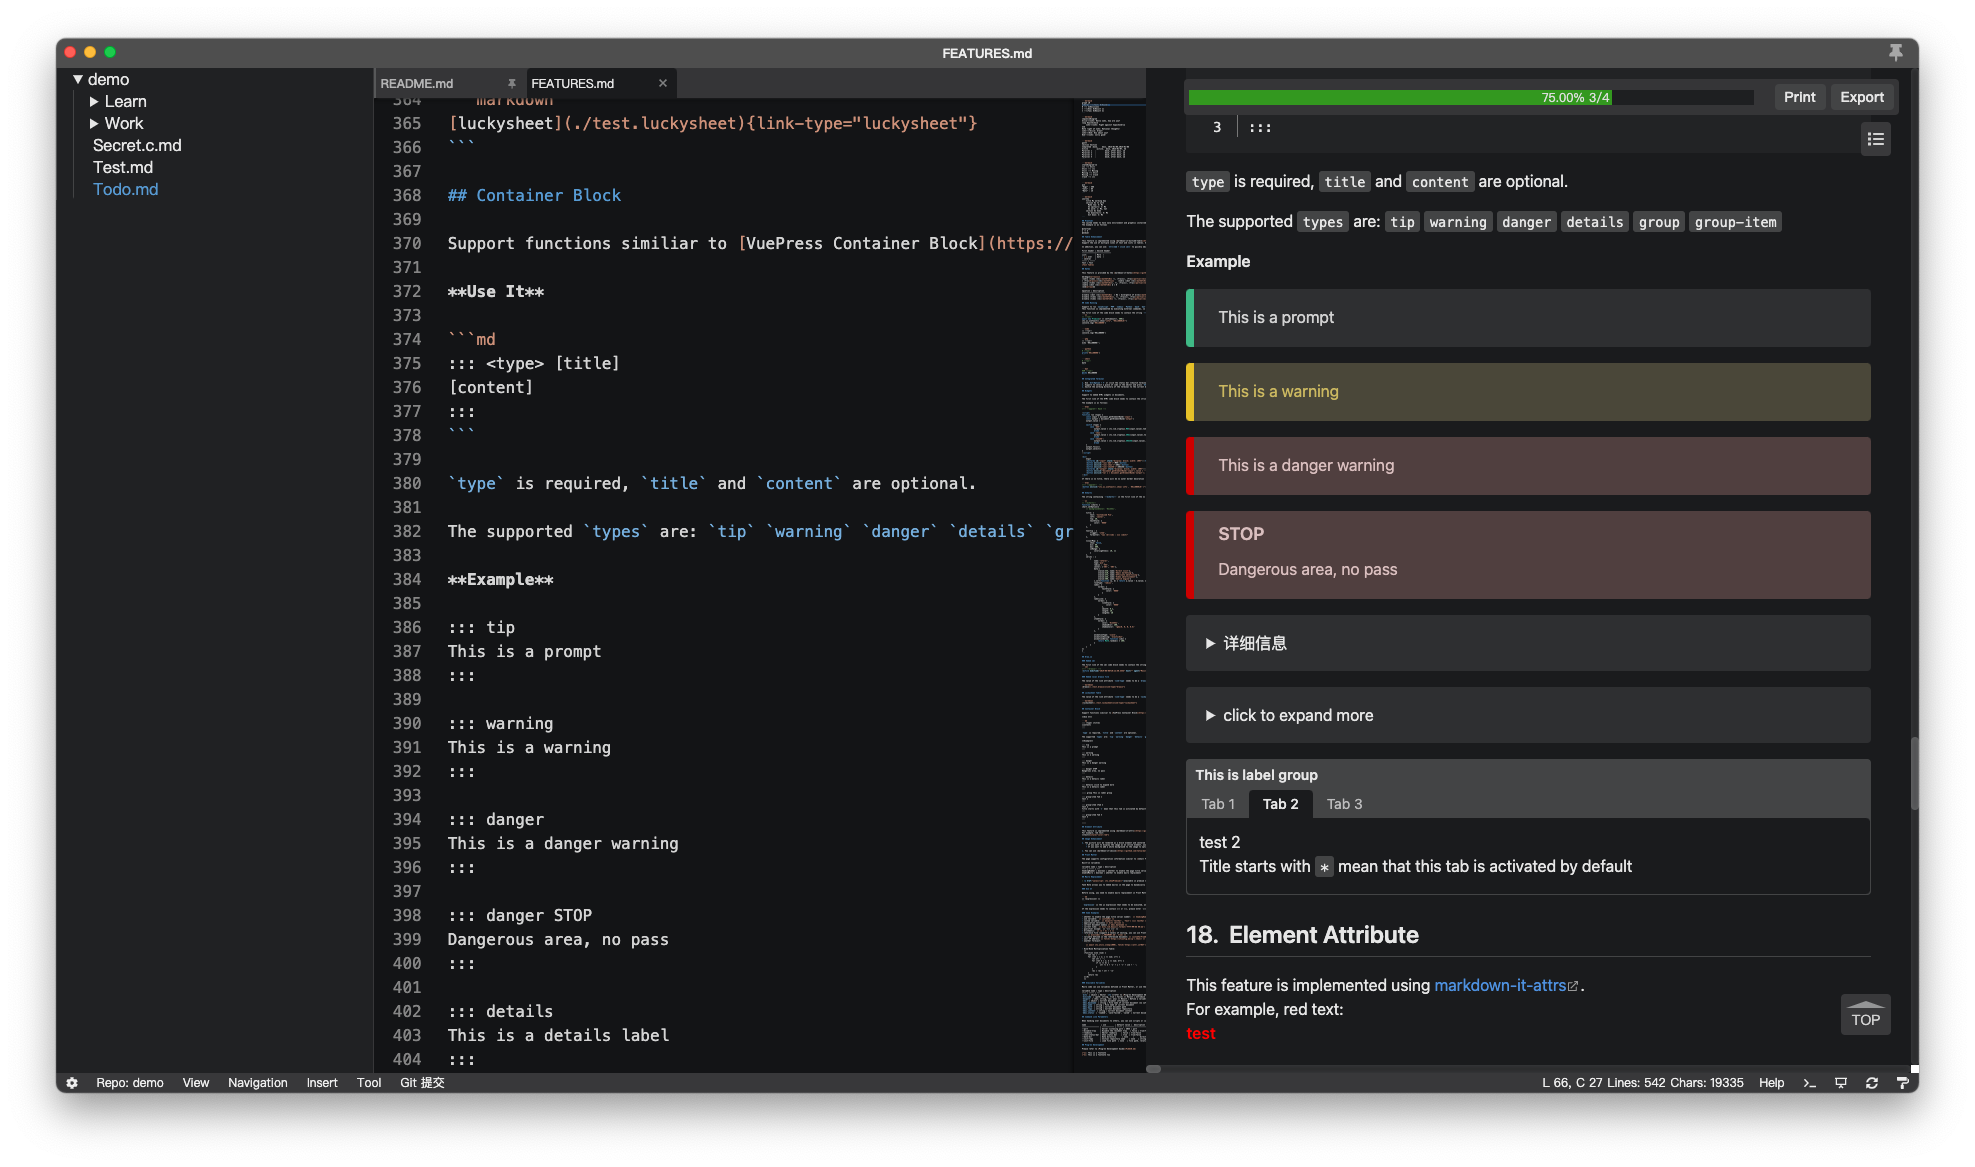 FEATURES.md
demo
Learn
Work
Secret.c.md
Test.md
Todo.md
README.md
FEATURES.md
364 ```markdown
365 [luckysheet](./test.luckysheet){link-type="luckysheet"}
366 ```
367
368 ## Container Block
369
370 Support functions similiar to [VuePress Container Block](https://
371
372 **Use It**
373
374 ```md
375 ::: <type> [title]
376 [content]
377 :::
378 ```
379
380 `type` is required, `title` and `content` are optional.
381
382 The supported `types` are: `tip` `warning` `danger` `details` `gr
383
384 **Example**
385
386 ::: tip
387 This is a prompt
388 :::
389
390 ::: warning
391 This is a warning
392 :::
393
394 ::: danger
395 This is a danger warning
396 :::
397
398 ::: danger STOP
399 Dangerous area, no pass
400 :::
401
402 ::: details
403 This is a details label
404 :::
75.00% 3/4
Print
Export
3 :::
type is required, title and content are optional.
The supported types are: tip warning danger details group group-item
Example
This is a prompt
This is a warning
This is a danger warning
STOP
Dangerous area, no pass
详细信息
click to expand more
This is label group
Tab 1 Tab 2 Tab 3
test 2
Title starts with * mean that this tab is activated by default
18. Element Attribute
This feature is implemented using markdown-it-attrs.
For example, red text:
test
TOP
Repo: demo View Navigation Insert Tool Git 提交
L 66, C 27 Lines: 542 Chars: 19335 Help